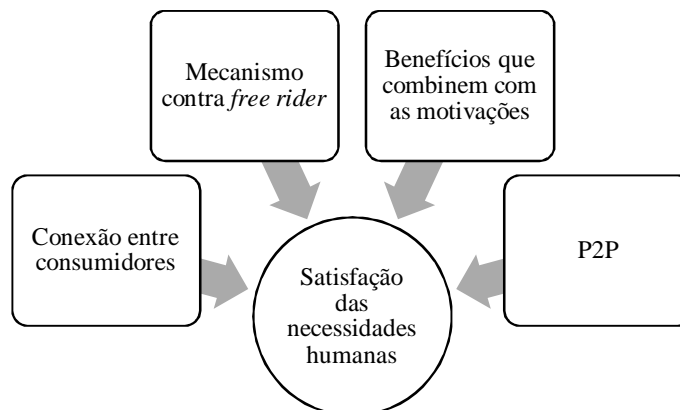 Mecanismo
contra free rider
Benefícios que
combinem com
as motivações
Conexão entre
consumidores
P2P
Satisfação
das
necessidades
humanas